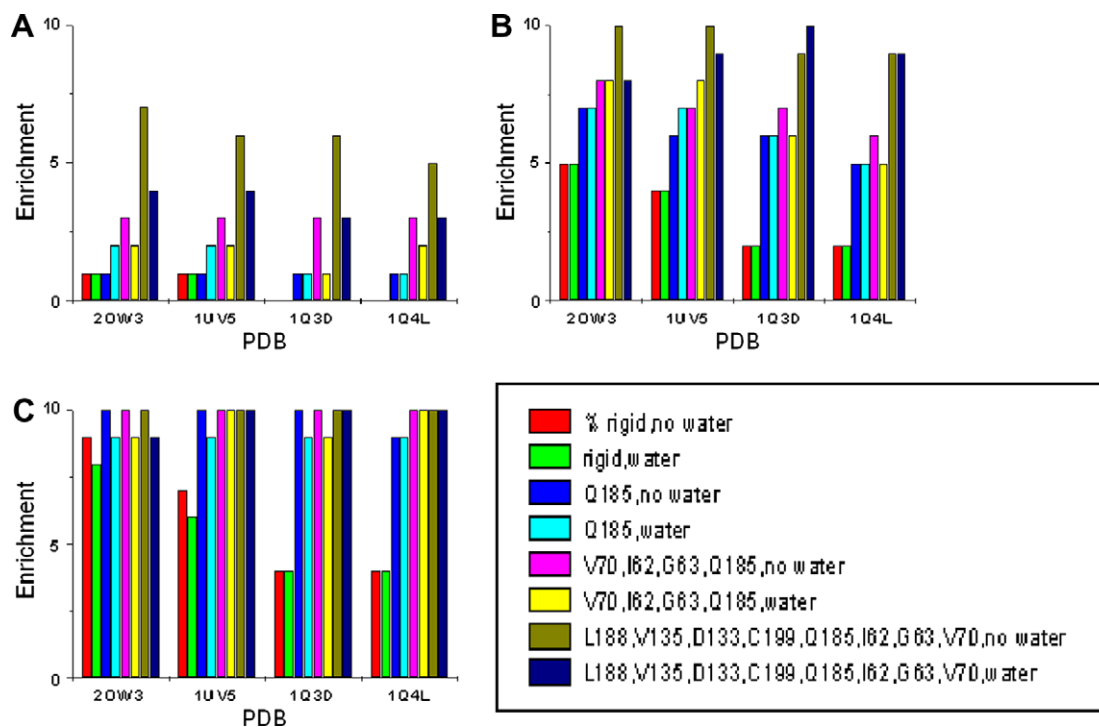 A
10
5
0
Enrichment
2OW3 1UV5 1Q3D 1Q4L
PDB
B
10
5
0
Enrichment
2OW3 1UV5 1Q3D 1Q4L
PDB
C
10
5
0
Enrichment
2OW3 1UV5 1Q3D 1Q4L
PDB
% rigid,no water
rigid,water
Q185,no water
Q185,water
V70,I62,G63,Q185,no water
V70,I62,G63,Q185,water
L188,V135,D133,C199,Q185,I62,G63,V70,no water
L188,V135,D133,C199,Q185,I62,G63,V70,water